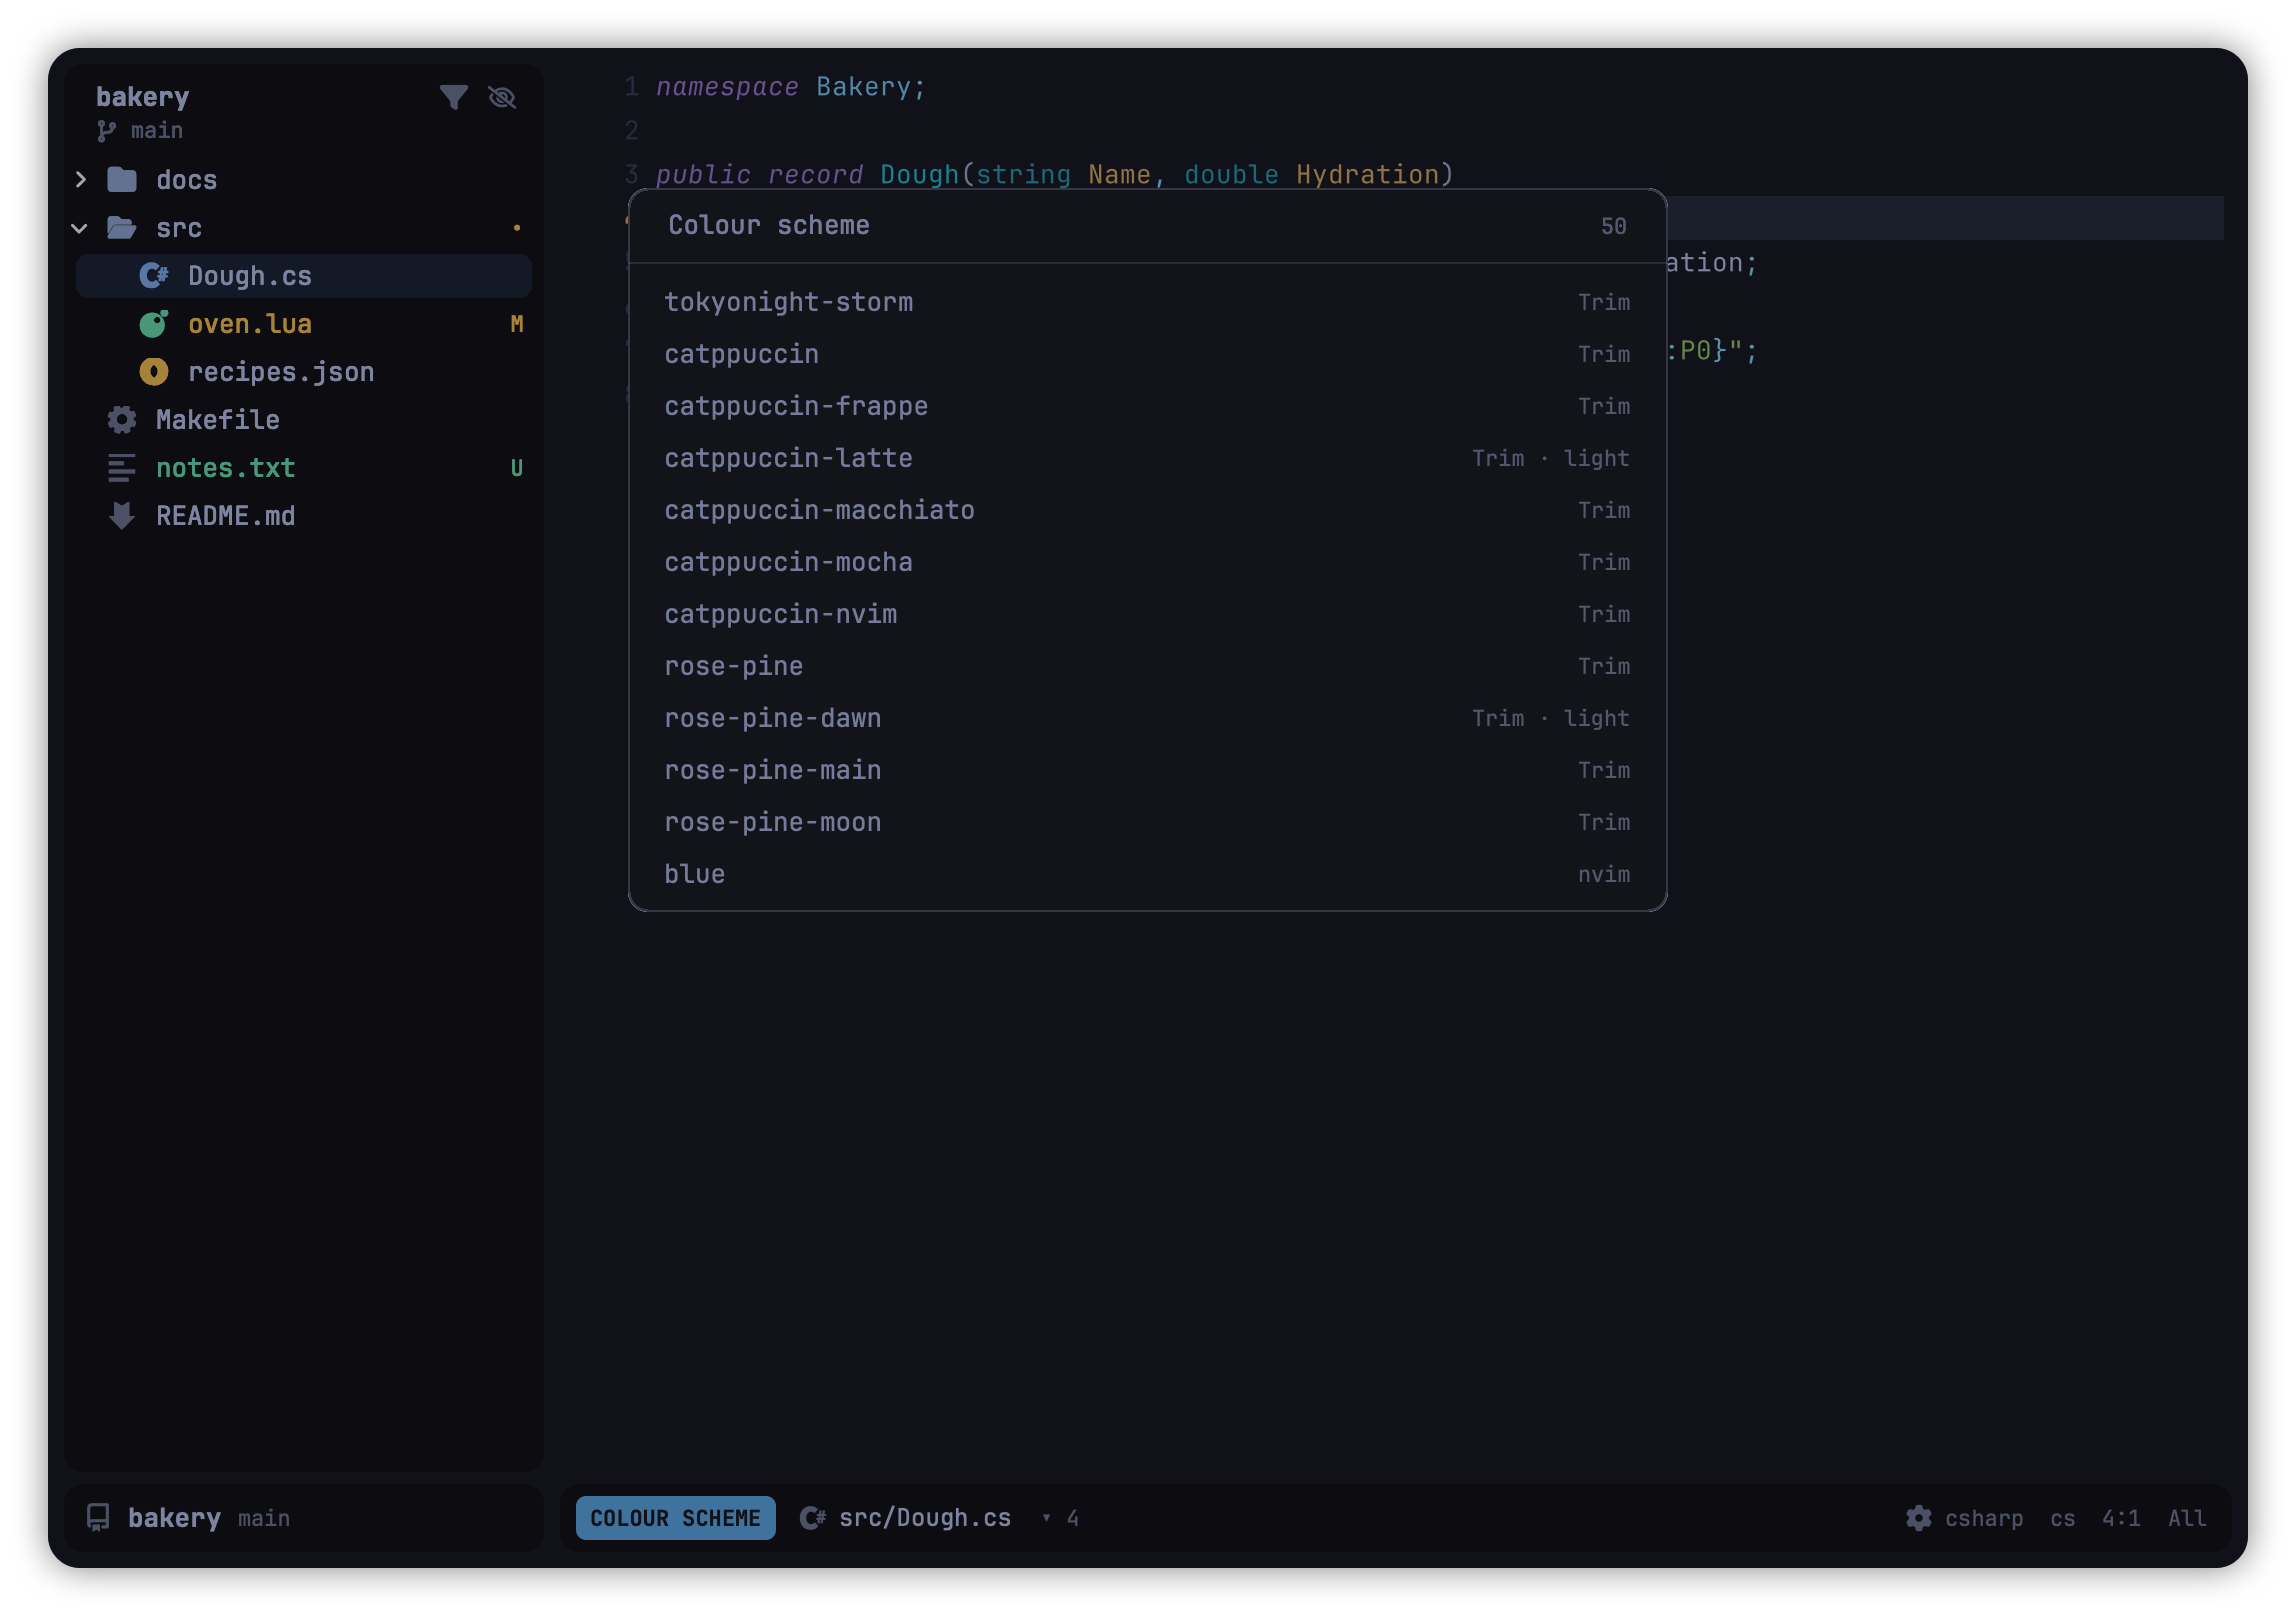 bakery
main
docs
src
Dough.cs
oven.lua M
recipes.json
Makefile
notes.txt U
README.md
1 namespace Bakery;
2
3 public record Dough(string Name, double Hydration)
ation;
:P0}";
Colour scheme 50
tokyonight-storm Trim
catppuccin Trim
catppuccin-frappe Trim
catppuccin-latte Trim · light
catppuccin-macchiato Trim
catppuccin-mocha Trim
catppuccin-nvim Trim
rose-pine Trim
rose-pine-dawn Trim · light
rose-pine-main Trim
rose-pine-moon Trim
blue nvim
bakery main
COLOUR SCHEME C# src/Dough.cs ▾ 4 csharp cs 4:1 All